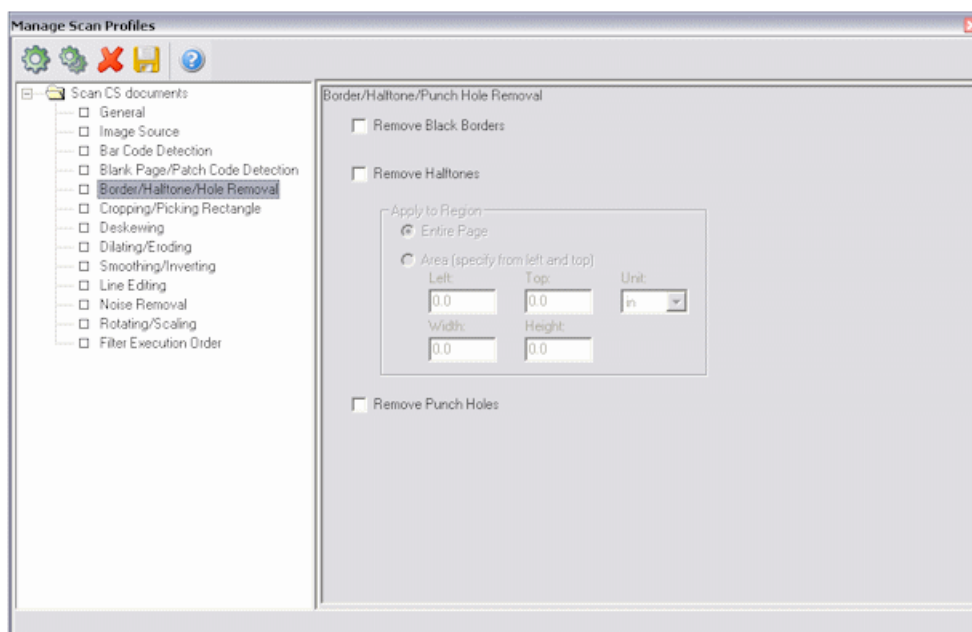 Manage Scan Profiles
Scan CS documents
General
Image Source
Bar Code Detection
Blank Page/Patch Code Detection
Border/Halftone/Hole Removal
Cropping/Picking Rectangle
Deskewing
Dilating/Eroding
Smoothing/Inverting
Line Editing
Noise Removal
Rotating/Scaling
Filter Execution Order
Border/Halftone/Punch Hole Removal
Remove Black Borders
Remove Halftones
Apply to Region
Entire Page
Area (specify from left and top)
Left: Top: Unit:
0.0 0.0 in
Width: Height:
0.0 0.0
Remove Punch Holes